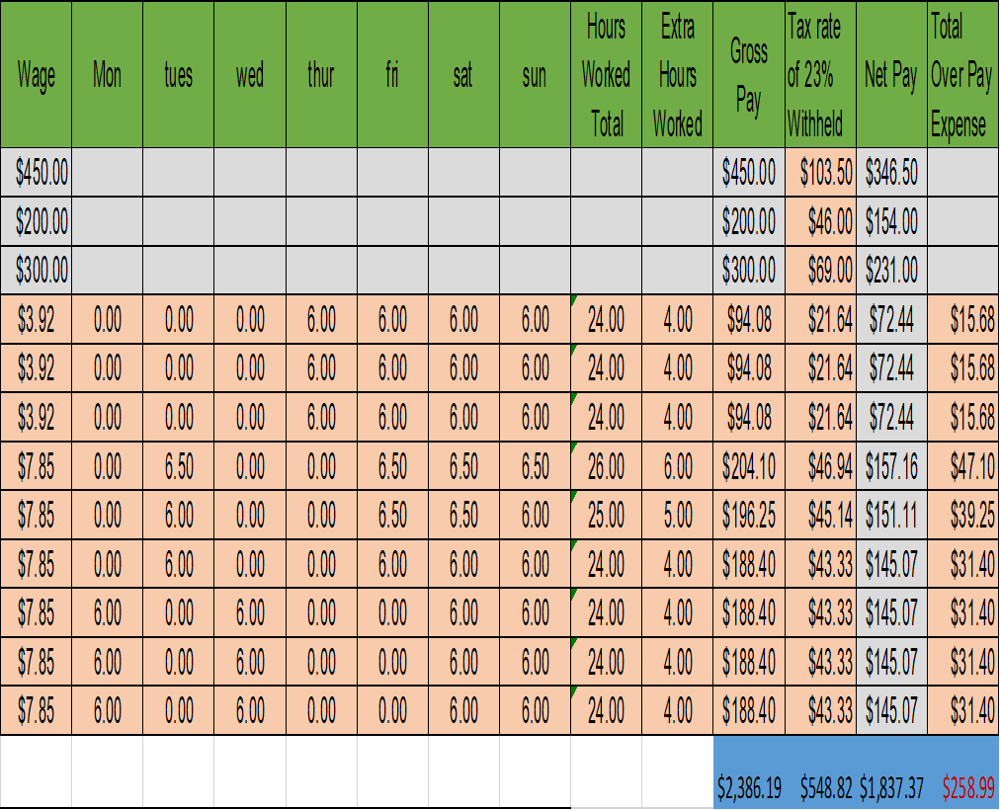 Wage Mon tues wed thur fri sat sun Hours Worked Total Extra Hours Worked Gross Pay Tax rate of 23% Withheld Net Pay Total Over Pay Expense
$450.00 $450.00 $103.50 $346.50
$200.00 $200.00 $46.00 $154.00
$300.00 $300.00 $69.00 $231.00
$3.92 0.00 0.00 0.00 6.00 6.00 6.00 6.00 24.00 4.00 $94.08 $21.64 $72.44 $15.68
$3.92 0.00 0.00 0.00 6.00 6.00 6.00 6.00 24.00 4.00 $94.08 $21.64 $72.44 $15.68
$3.92 0.00 0.00 0.00 6.00 6.00 6.00 6.00 24.00 4.00 $94.08 $21.64 $72.44 $15.68
$7.85 0.00 6.50 0.00 0.00 6.50 6.50 6.50 26.00 6.00 $204.10 $46.94 $157.16 $47.10
$7.85 0.00 6.00 0.00 0.00 6.50 6.50 6.00 25.00 5.00 $196.25 $45.14 $151.11 $39.25
$7.85 0.00 6.00 0.00 0.00 6.00 6.00 6.00 24.00 4.00 $188.40 $43.33 $145.07 $31.40
$7.85 6.00 0.00 6.00 0.00 0.00 6.00 6.00 24.00 4.00 $188.40 $43.33 $145.07 $31.40
$7.85 6.00 0.00 6.00 0.00 0.00 6.00 6.00 24.00 4.00 $188.40 $43.33 $145.07 $31.40
$7.85 6.00 0.00 6.00 0.00 0.00 6.00 6.00 24.00 4.00 $188.40 $43.33 $145.07 $31.40
$2,386.19 $548.82 $1,837.37 $258.99